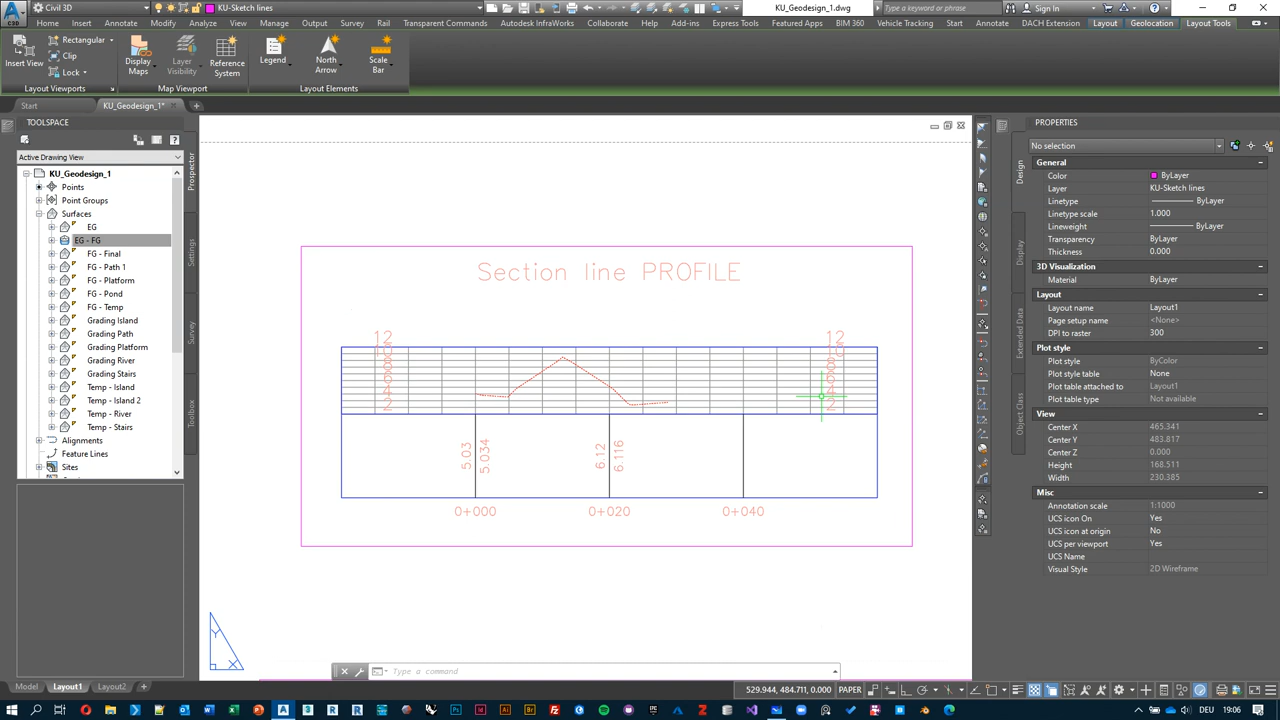 Civil 3D
KU-Sketch lines
KU_Geodesign_1.dwg
Type a keyword or phrase
Sign In
Home
Insert
Annotate
Modify
Analyze
View
Manage
Output
Survey
Rail
Transparent Commands
Autodesk InfraWorks
Collaborate
Help
Add-ins
Express Tools
Featured Apps
BIM 360
Vehicle Tracking
Start
Annotate
DACH Extension
Layout
Geolocation
Layout Tools
Insert View
Rectangular
Clip
Lock
Display Maps
Layer Visibility
Reference System
Legend
North Arrow
Scale Bar
Layout Viewports
Map Viewport
Layout Elements
Start
KU_Geodesign_1*
TOOLSPACE
Active Drawing View
KU_Geodesign_1
Points
Point Groups
Surfaces
EG
EG - FG
FG - Final
FG - Path 1
FG - Platform
FG - Pond
FG - Temp
Grading Island
Grading Path
Grading Platform
Grading River
Grading Stairs
Temp - Island
Temp - Island 2
Temp - River
Temp - Stairs
Alignments
Feature Lines
Sites
Prospector
Settings
Survey
Toolbox
Section line PROFILE
12
12
5.03
5.034
6.12
6.116
0+000
0+020
0+040
Y
X
Type a command
Model
Layout1
Layout2
529.944, 484.711, 0.000
PAPER
PROPERTIES
No selection
Design
Display
Extended Data
Object Class
General
Color ByLayer
Layer KU-Sketch lines
Linetype ByLayer
Linetype scale 1.000
Lineweight ByLayer
Transparency ByLayer
Thickness 0.000
3D Visualization
Material ByLayer
Layout
Layout name Layout1
Page setup name <None>
DPI to raster 300
Plot style
Plot style ByColor
Plot style table None
Plot table attached to Layout1
Plot table type Not available
View
Center X 465.341
Center Y 483.817
Center Z 0.000
Height 168.511
Width 230.385
Misc
Annotation scale 1:1000
UCS icon On Yes
UCS icon at origin No
UCS per viewport Yes
UCS Name
Visual Style 2D Wireframe
DEU
19:06